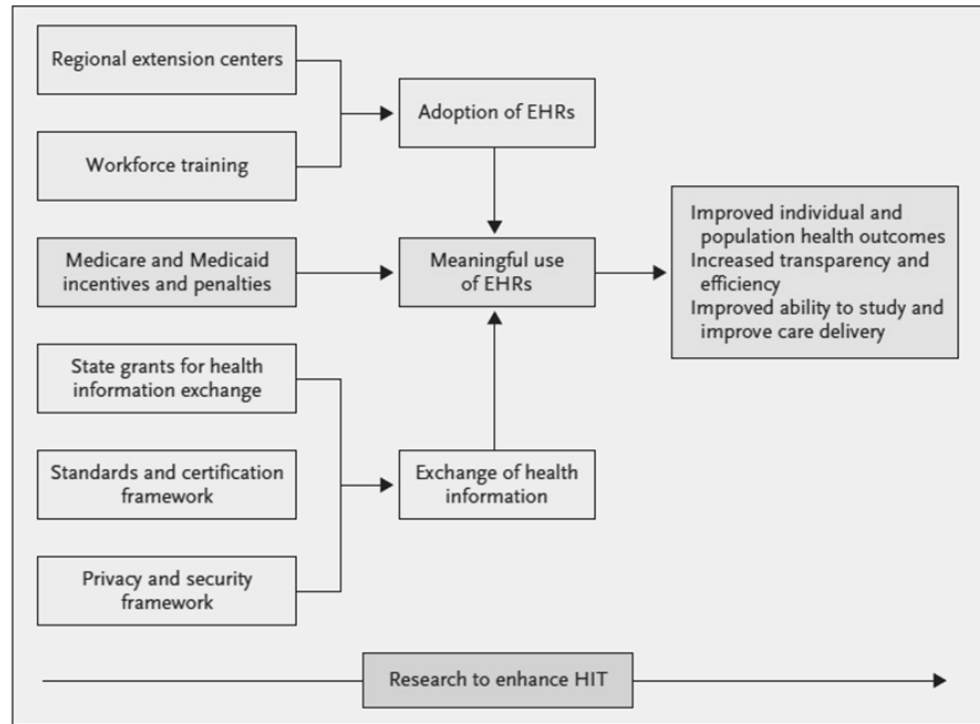 Regional extension centers
Adoption of EHRs
Workforce training
Medicare and Medicaid
incentives and penalties
Meaningful use
of EHRs
Improved individual and
population health outcomes
Increased transparency and
efficiency
Improved ability to study and
improve care delivery
State grants for health
information exchange
Standards and certification
framework
Exchange of health
information
Privacy and security
framework
Research to enhance HIT